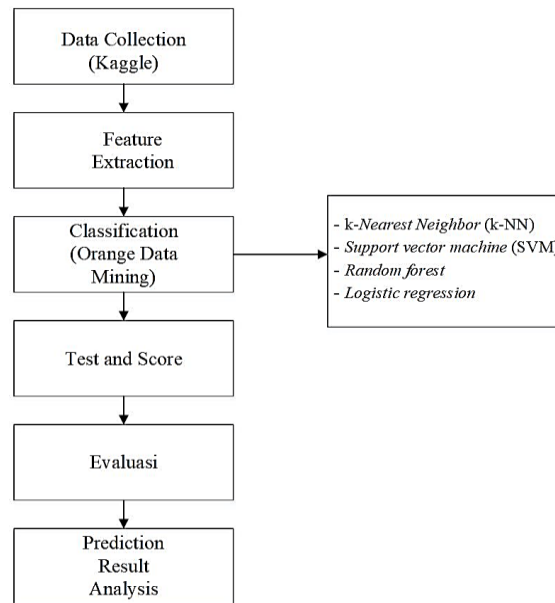 Data Collection
(Kaggle)
Feature
Extraction
Classification
(Orange Data
Mining)
- k-Nearest Neighbor (k-NN)
- Support vector machine (SVM)
- Random forest
- Logistic regression
Test and Score
Evaluasi
Prediction
Result
Analysis